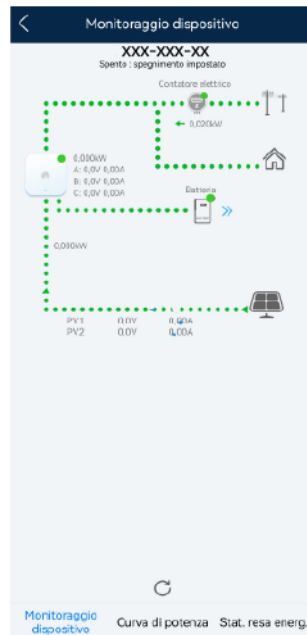 Monitoraggio dispositivo
XXX-XXX-XX
Spento : spegnimento impostato
Contatore elettrico
0,020kW
0,000kW
A: 0,0V 0,00A
B: 0,0V 0,00A
C: 0,0V 0,00A
Batteria
0,000kW
PV1 0.0V 0,00A
PV2 0.0V 0,00A
Monitoraggio dispositivo
Curva di potenza
Stat. resa energ.